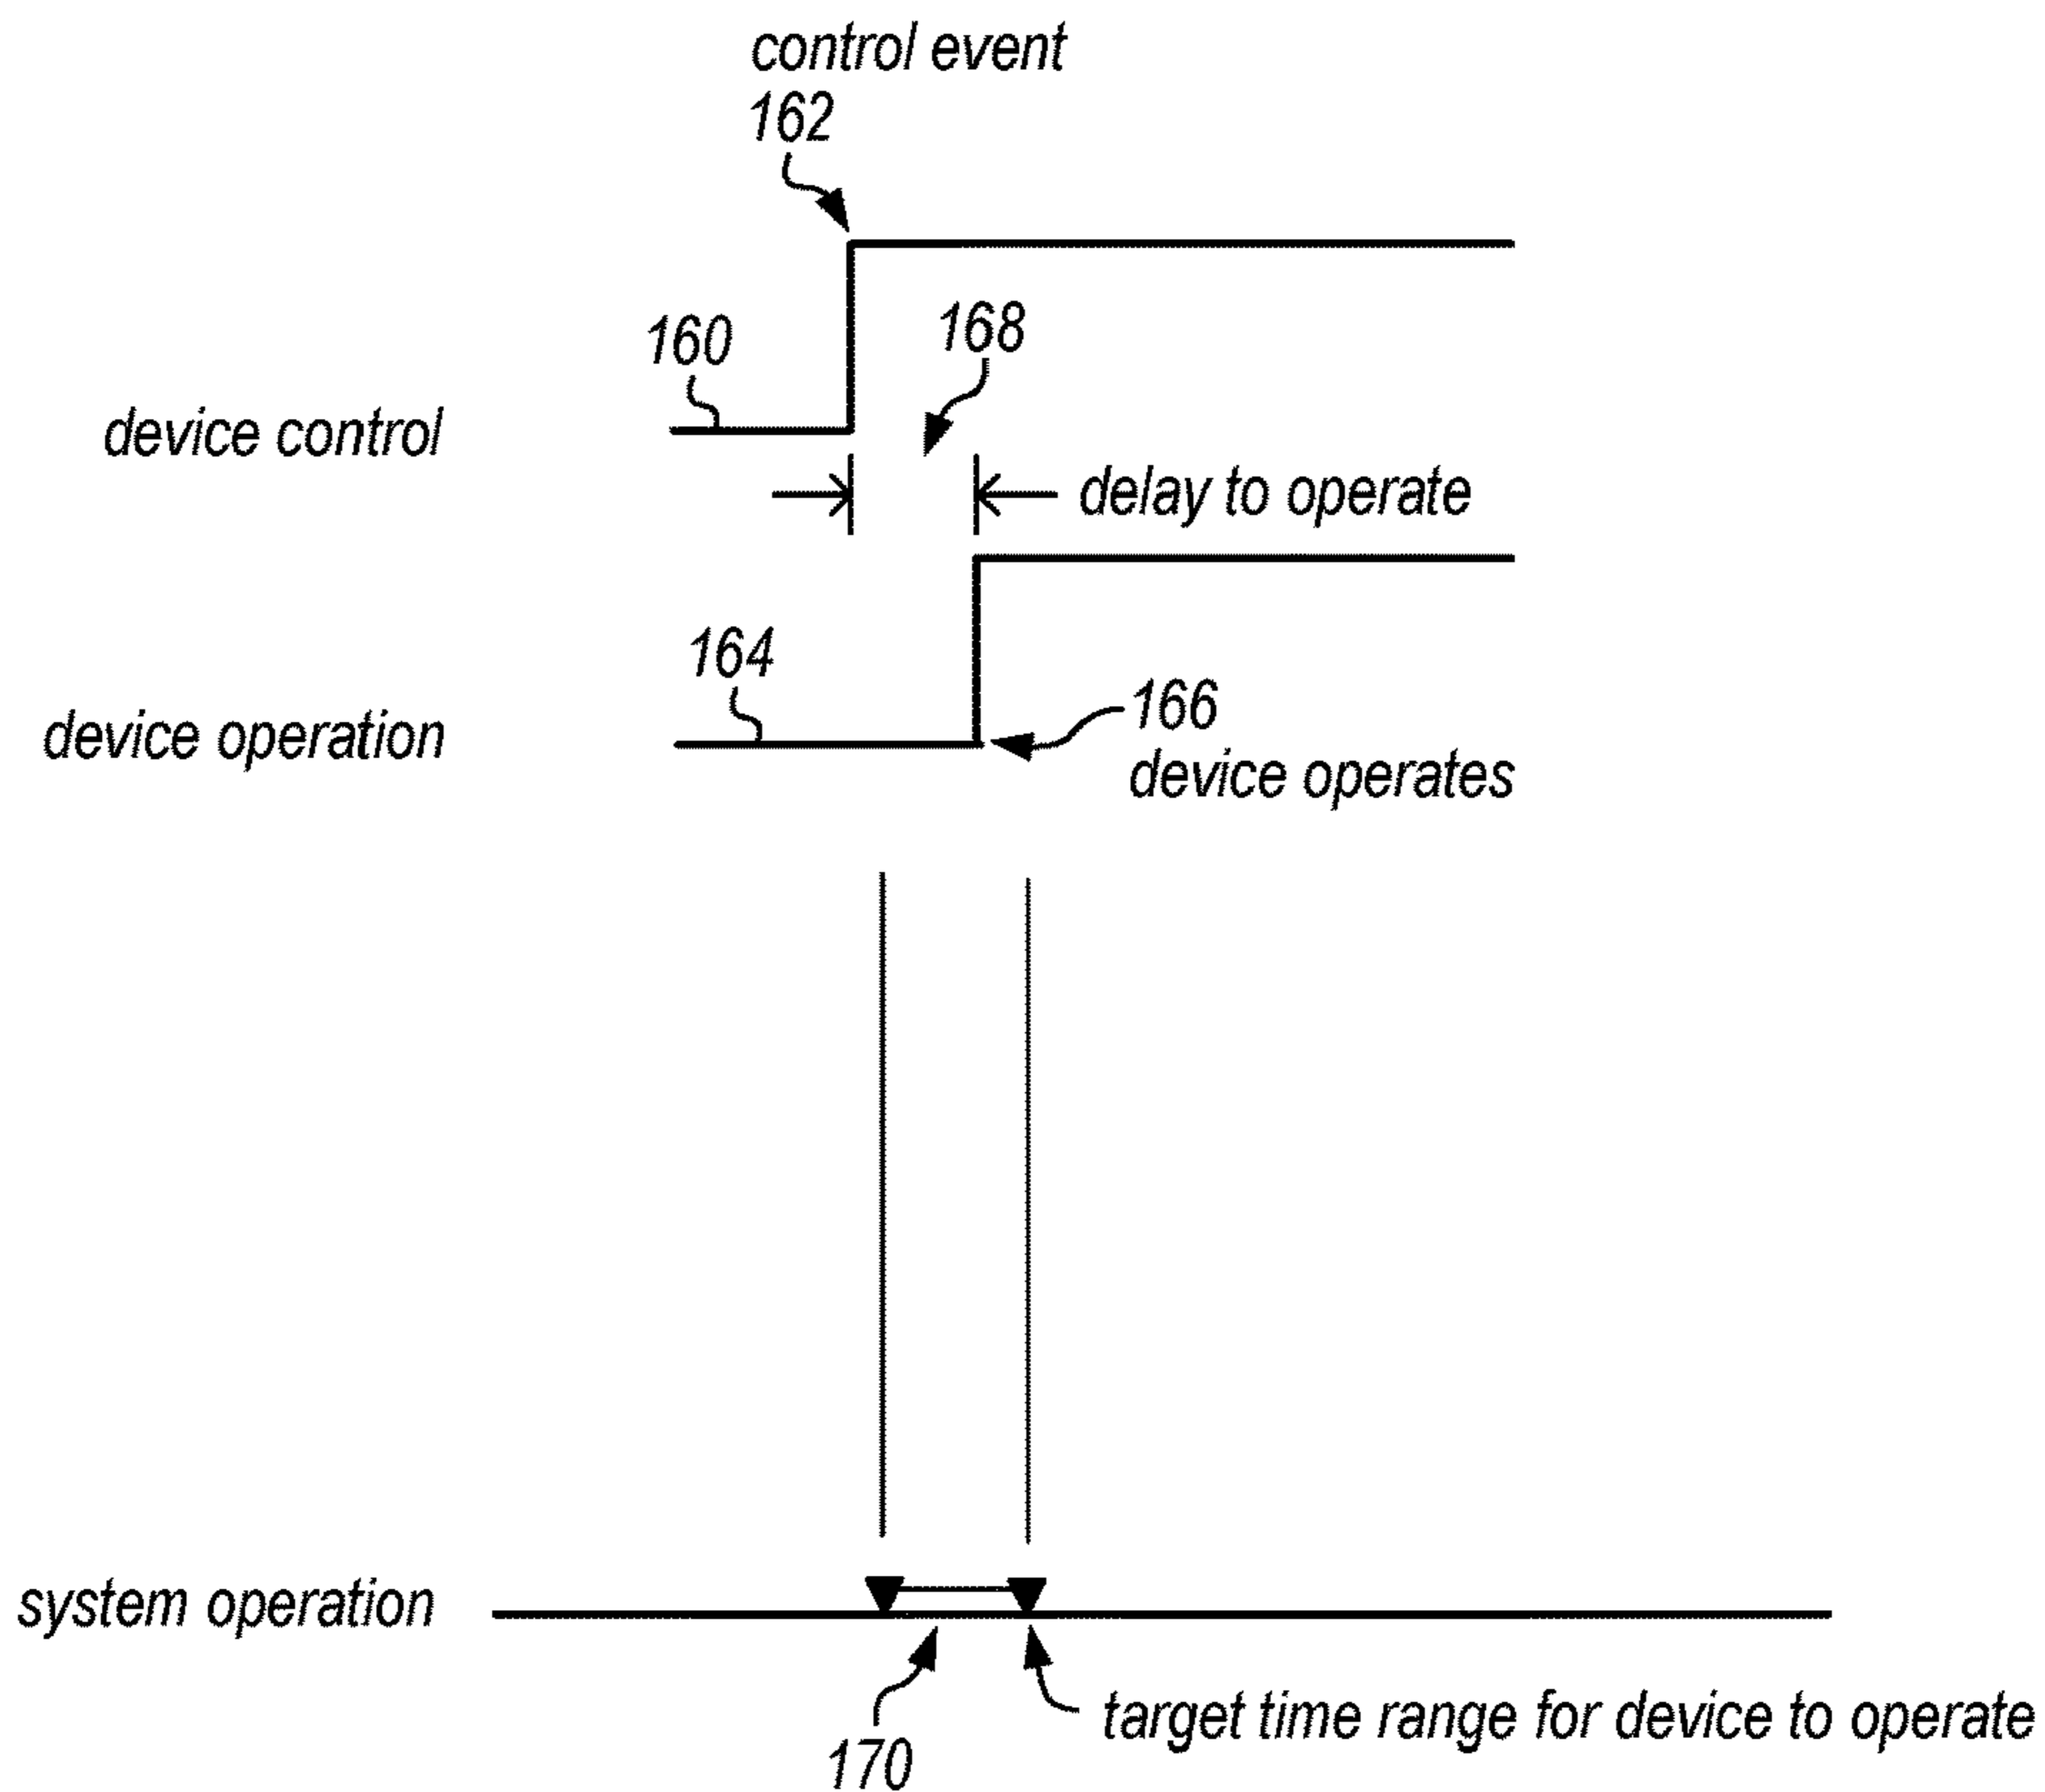 control event
162
160
168
device control
delay to operate
164
166
device operation
device operates
system operation
target time range for device to operate
170